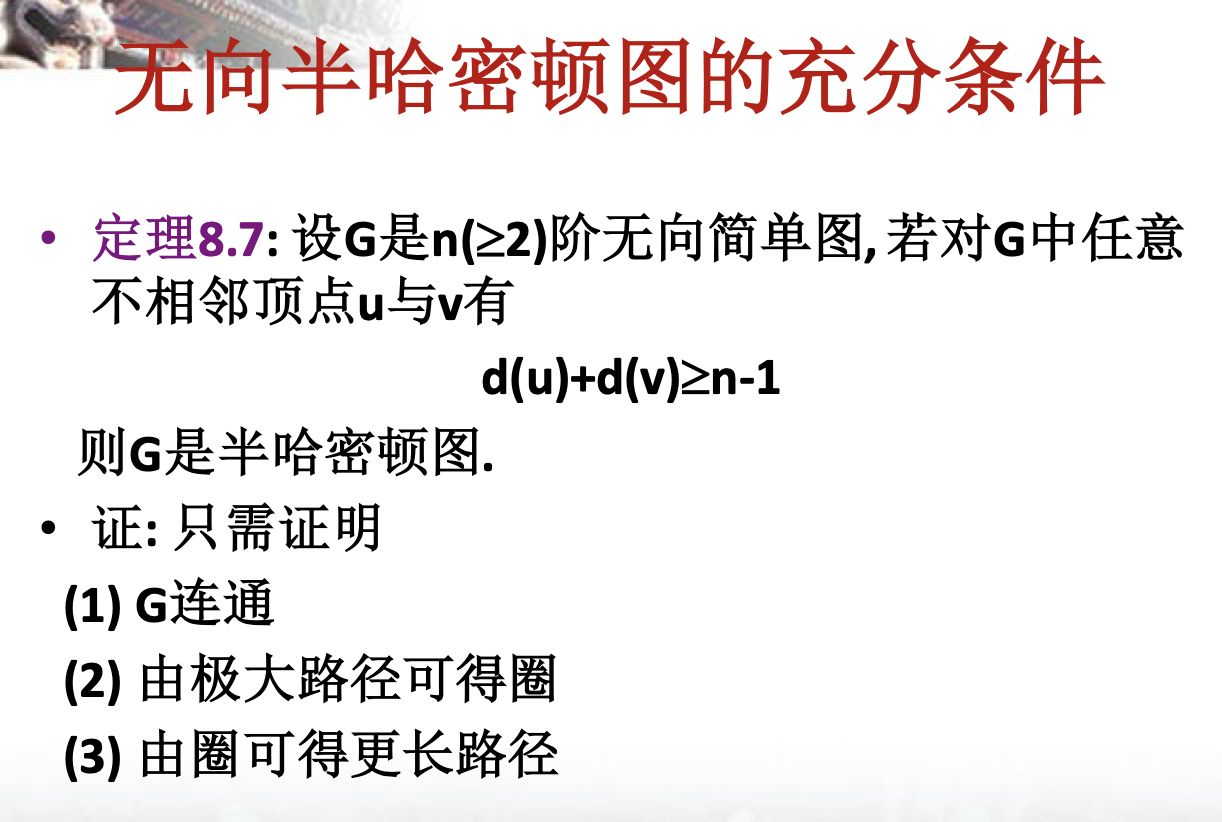 无向半哈密顿图的充分条件
• 定理8.7: 设G是n(≥2)阶无向简单图, 若对G中任意
不相邻顶点u与v有
d(u)+d(v)≥n-1
则G是半哈密顿图.
• 证: 只需证明
(1) G连通
(2) 由极大路径可得圈
(3) 由圈可得更长路径